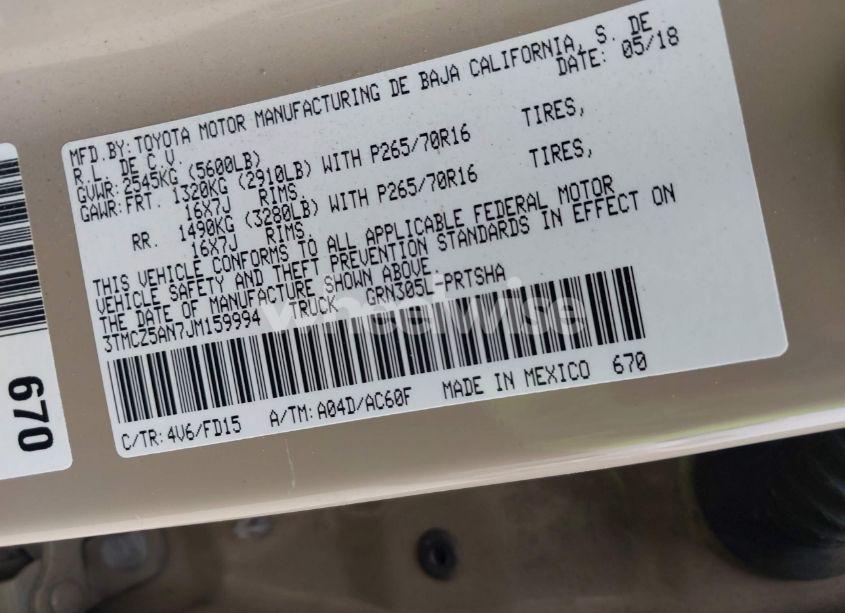 MFD.BY:TOYOTA MOTOR MANUFACTURING DE BAJA CALIFORNIA, S. DE
R.L. DE C.V. DATE: 05/18
GVWR:2545KG (5600LB)
GAWR:FRT. 1320KG (2910LB) WITH P265/70R16 TIRES,
16X7J RIMS,
RR. 1490KG (3280LB) WITH P265/70R16 TIRES,
16X7J RIMS
THIS VEHICLE CONFORMS TO ALL APPLICABLE FEDERAL MOTOR
VEHICLE SAFETY AND THEFT PREVENTION STANDARDS IN EFFECT ON
THE DATE OF MANUFACTURE SHOWN ABOVE.
3TMCZ5AN7JM159994 TRUCK GRN305L-PRTSHA
wheelwise
C/TR:4V6/FD15 A/TM:A04D/AC60F MADE IN MEXICO 670
670